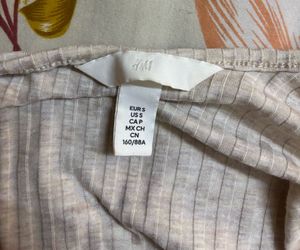 H&M
EUR S
US S
CA P
MX CH
CN
160/88A